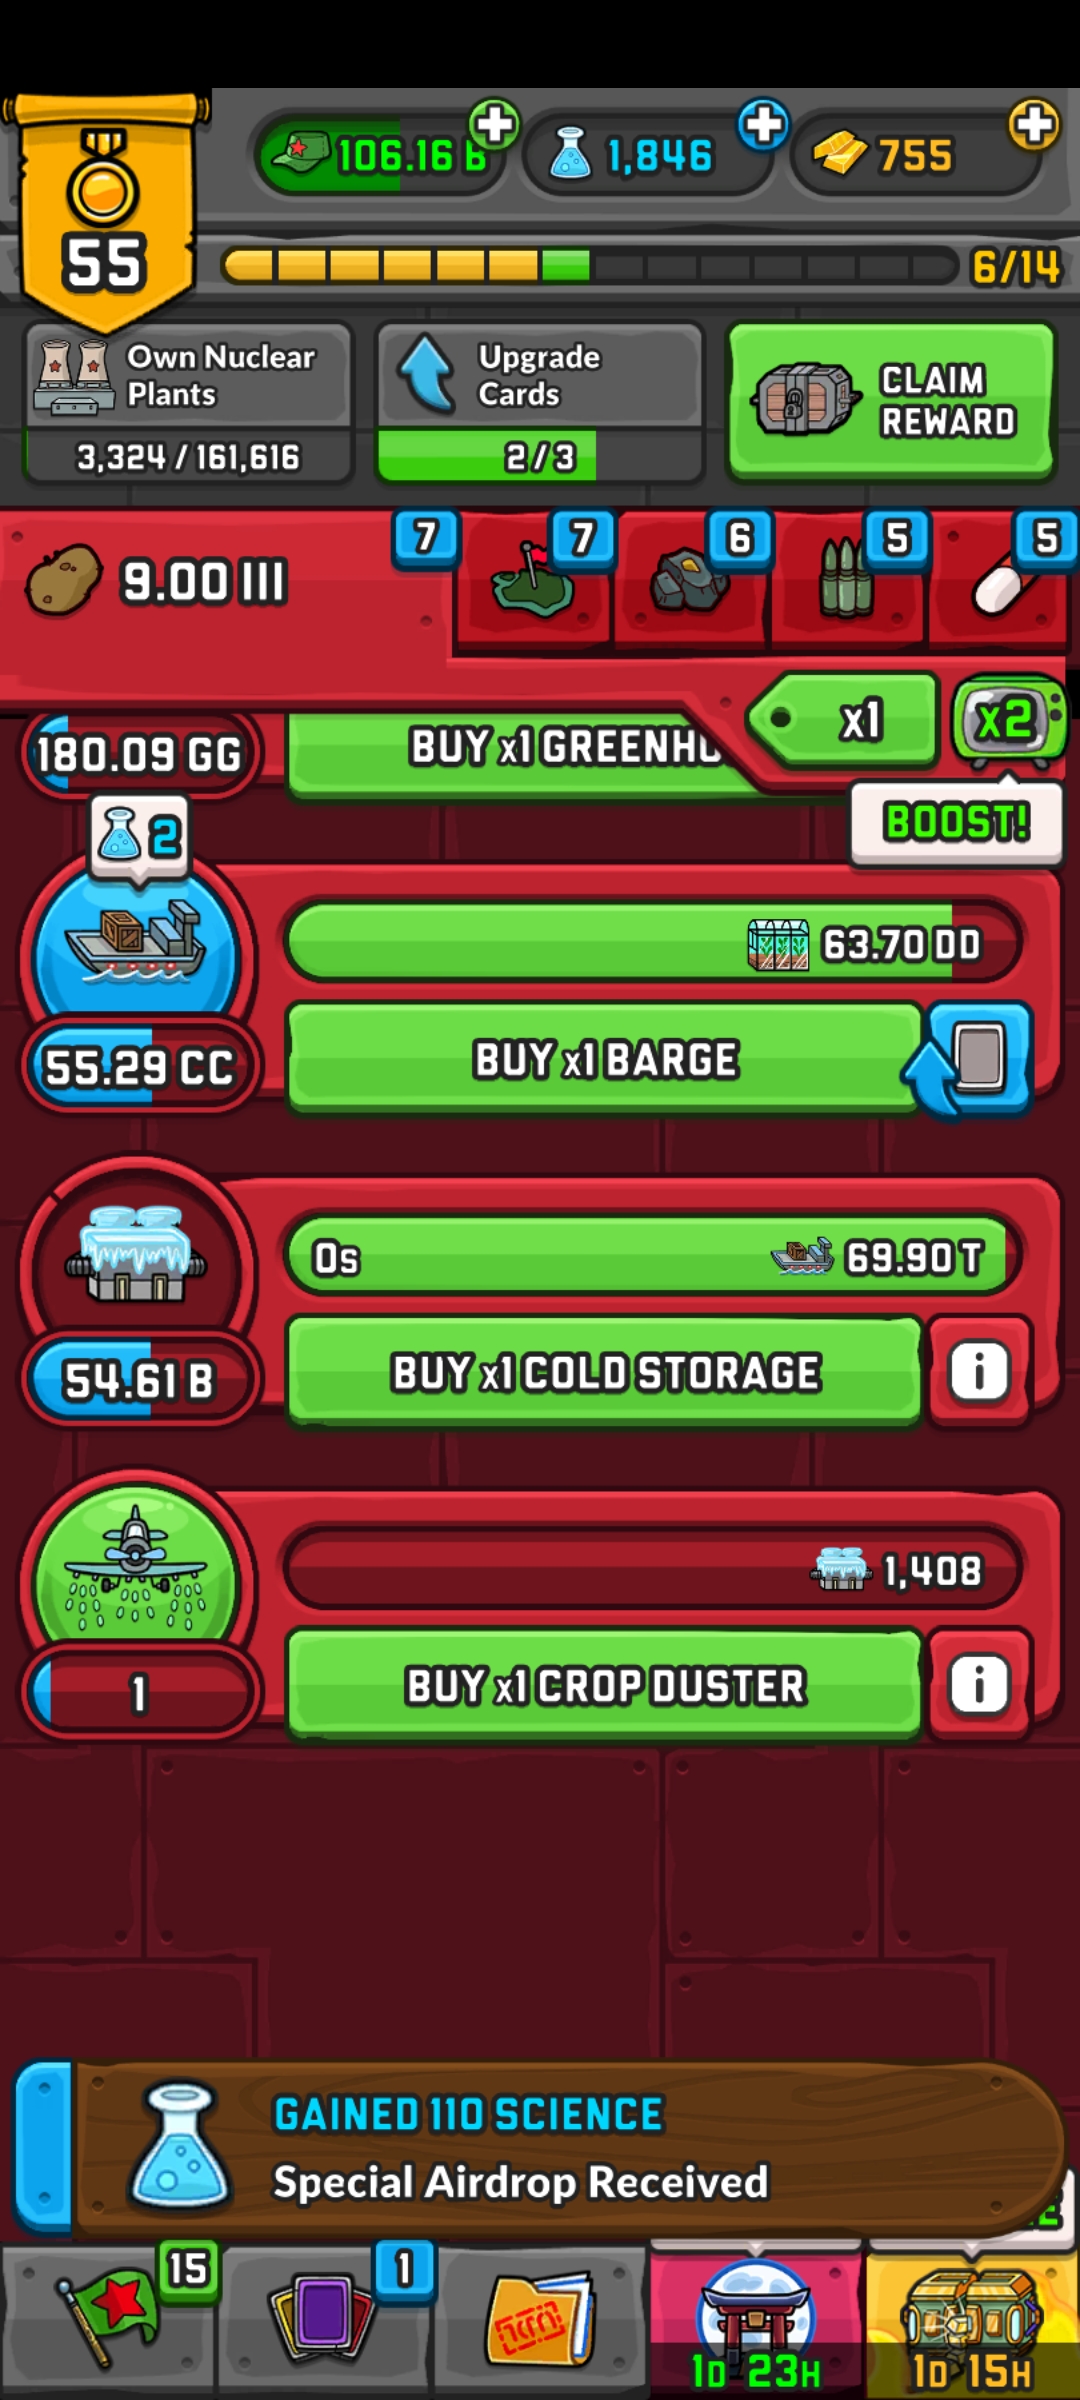 106.16 B
1,846
755
55
6/14
Own Nuclear
Plants
3,324 / 161,616
Upgrade
Cards
2 / 3
CLAIM
REWARD
9.00 III
7
7
6
5
5
x1
x2
BOOST!
180.09 GG
BUY x1 GREENHO
2
63.70 DD
55.29 CC
BUY x1 BARGE
0s
69.90 T
54.61 B
BUY x1 COLD STORAGE
i
1,408
1
BUY x1 CROP DUSTER
i
GAINED 110 SCIENCE
Special Airdrop Received
15
1
1D 23H
1D 15H